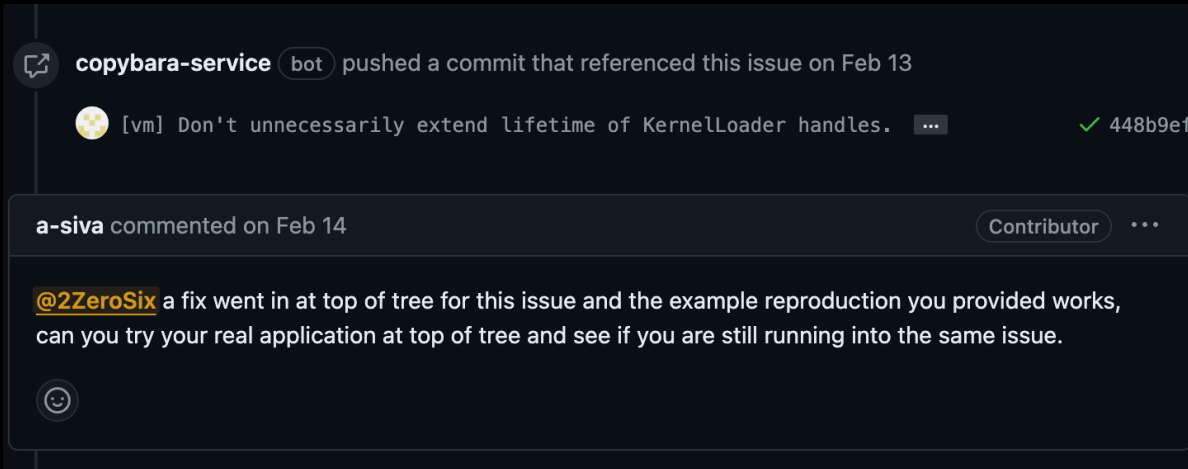 copybara-service bot pushed a commit that referenced this issue on Feb 13
[vm] Don't unnecessarily extend lifetime of KernelLoader handles. ... 448b9ef
a-siva commented on Feb 14 Contributor ...
@2ZeroSix a fix went in at top of tree for this issue and the example reproduction you provided works,
can you try your real application at top of tree and see if you are still running into the same issue.